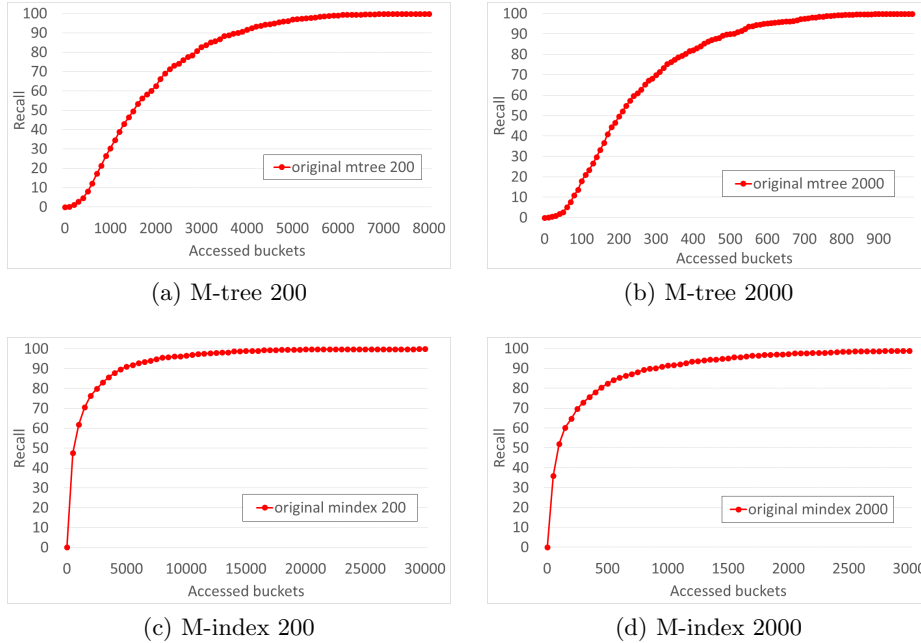 100
90
80
70
60
50
40
30
20
10
0
Recall
original mtree 200
0 1000 2000 3000 4000 5000 6000 7000 8000
Accessed buckets
(a) M-tree 200
100
90
80
70
60
50
40
30
20
10
0
Recall
original mtree 2000
0 100 200 300 400 500 600 700 800 900
Accessed buckets
(b) M-tree 2000
100
90
80
70
60
50
40
30
20
10
0
Recall
original mindex 200
0 5000 10000 15000 20000 25000 30000
Accessed buckets
(c) M-index 200
100
90
80
70
60
50
40
30
20
10
0
Recall
original mindex 2000
0 500 1000 1500 2000 2500 3000
Accessed buckets
(d) M-index 2000